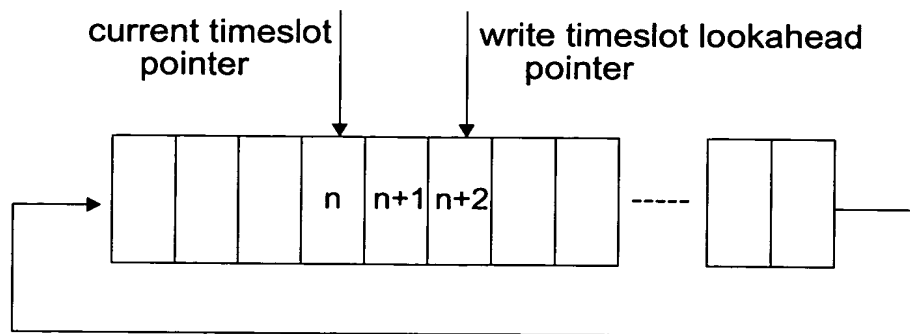 current timeslot
pointer
write timeslot lookahead
pointer
n
n+1
n+2